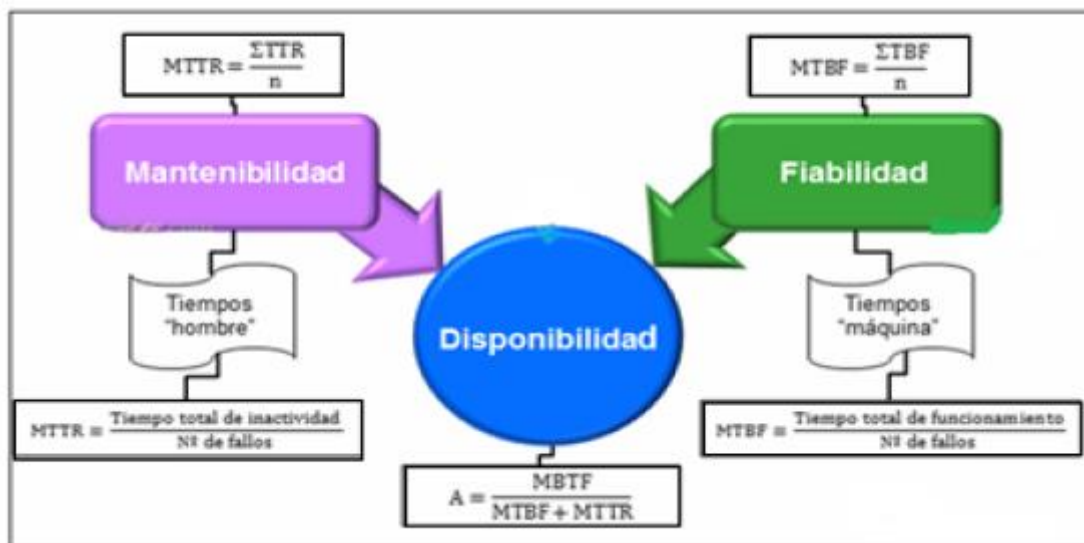 MTTR = ΣTTR / n
MTBF = ΣTBF / n
Mantenibilidad
Fiabilidad
Tiempos
"hombre"
Tiempos
"máquina"
Disponibilidad
MTTR = Tiempo total de inactividad / Nº de fallos
MTBF = Tiempo total de funcionamiento / Nº de fallos
A = MBTF / MTBF + MTTR